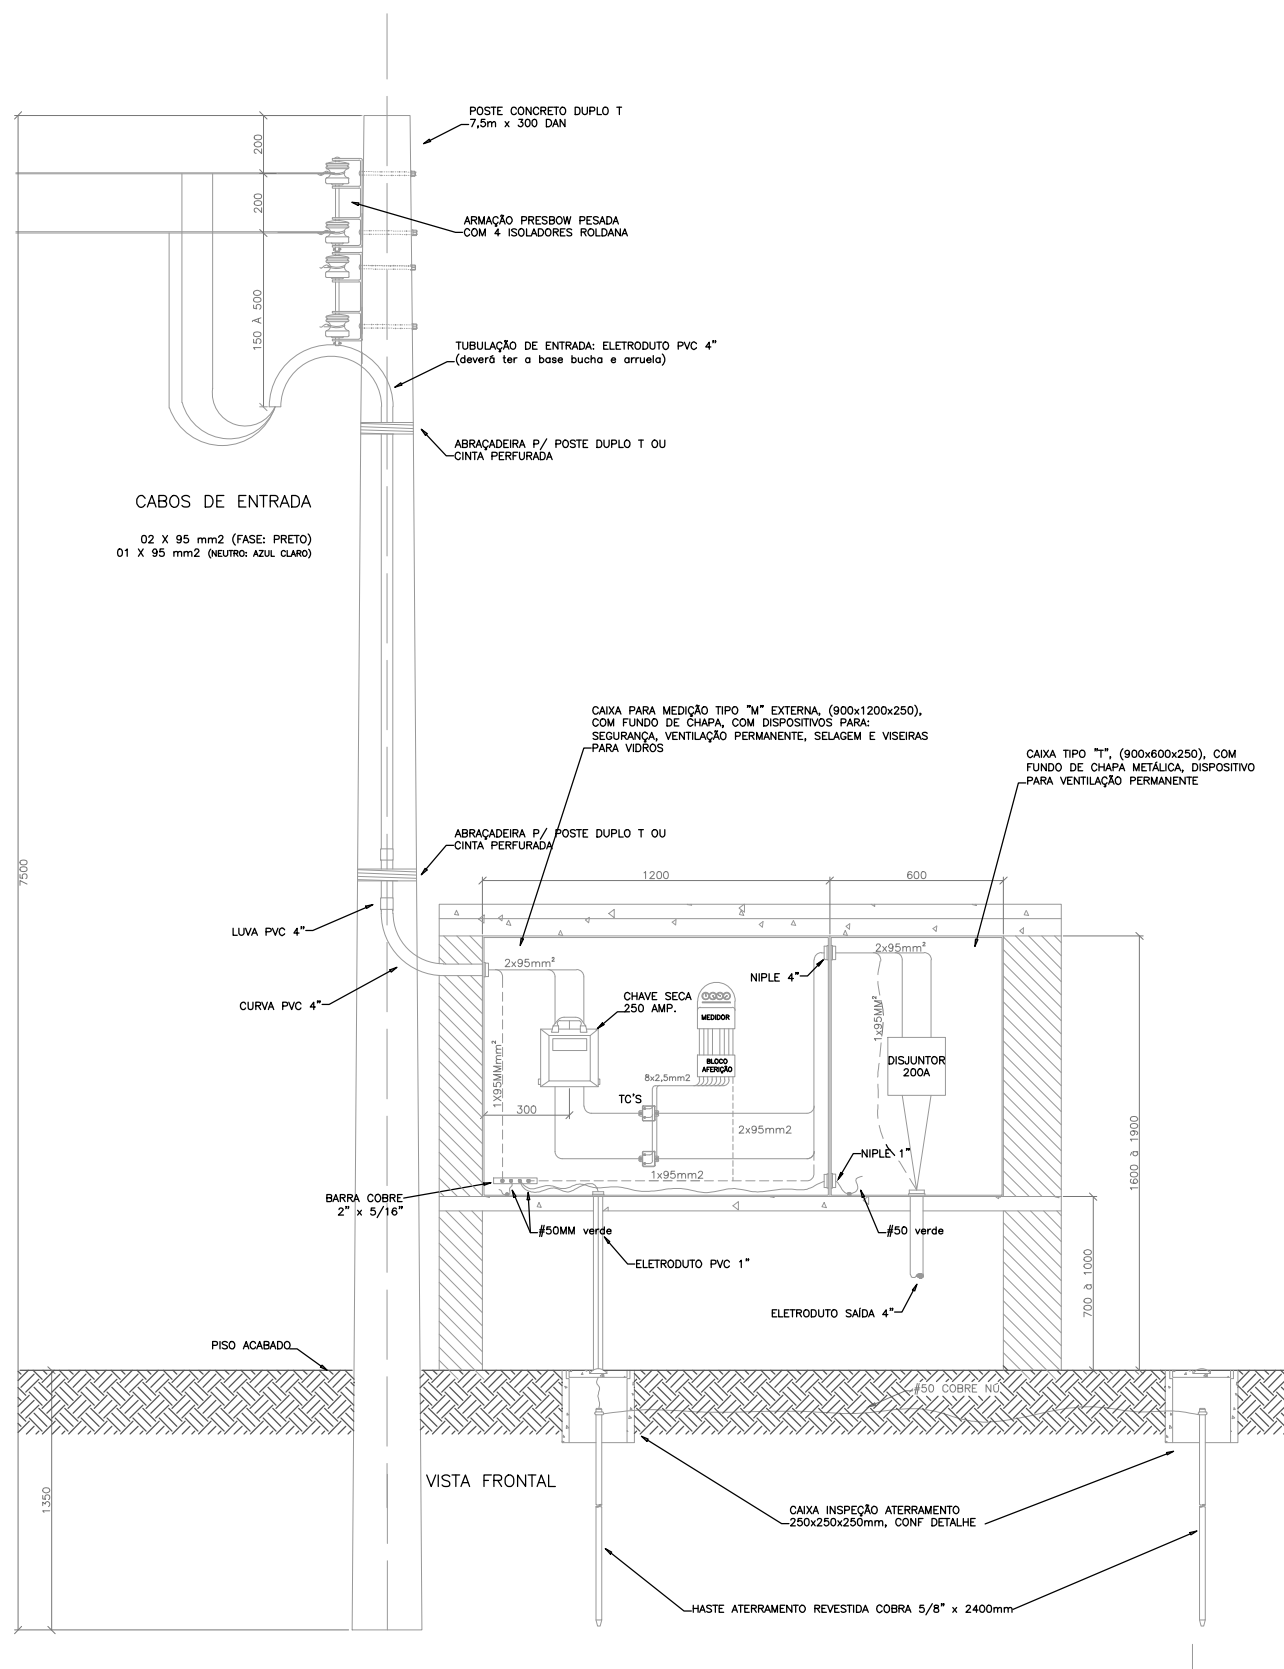 POSTE CONCRETO DUPLO T
7,5m x 300 DAN
200
200
ARMAÇÃO PRESBOW PESADA
COM 4 ISOLADORES ROLDANA
150 À 500
TUBULAÇÃO DE ENTRADA: ELETRODUTO PVC 4"
(deverá ter a base bucha e arruela)
ABRAÇADEIRA P/ POSTE DUPLO T OU
CINTA PERFURADA
CABOS DE ENTRADA
02 X 95 mm2 (FASE: PRETO)
01 X 95 mm2 (NEUTRO: AZUL CLARO)
CAIXA PARA MEDIÇÃO TIPO "M" EXTERNA, (900x1200x250),
COM FUNDO DE CHAPA, COM DISPOSITIVOS PARA:
SEGURANÇA, VENTILAÇÃO PERMANENTE, SELAGEM E VISEIRAS
PARA VIDROS
CAIXA TIPO "T", (900x600x250), COM
FUNDO DE CHAPA METÁLICA, DISPOSITIVO
PARA VENTILAÇÃO PERMANENTE
ABRAÇADEIRA P/ POSTE DUPLO T OU
CINTA PERFURADA
7500
1200
600
LUVA PVC 4"
2x95mm²
2x95mm²
NIPLE 4"
CURVA PVC 4"
CHAVE SECA
250 AMP.
MEDIDOR
1x95MM²
BLOCO
AFERIÇÃO
DISJUNTOR
200A
1X95MMmm²
8x2,5mm2
TC'S
300
2x95mm2
1600 à 1900
NIPLE 1"
1x95mm2
BARRA COBRE
2" x 5/16"
#50MM verde
#50 verde
ELETRODUTO PVC 1"
700 à 1000
ELETRODUTO SAÍDA 4"
PISO ACABADO
#50 COBRE NÚ
VISTA FRONTAL
1350
CAIXA INSPEÇÃO ATERRAMENTO
250x250x250mm, CONF DETALHE
HASTE ATERRAMENTO REVESTIDA COBRA 5/8" x 2400mm